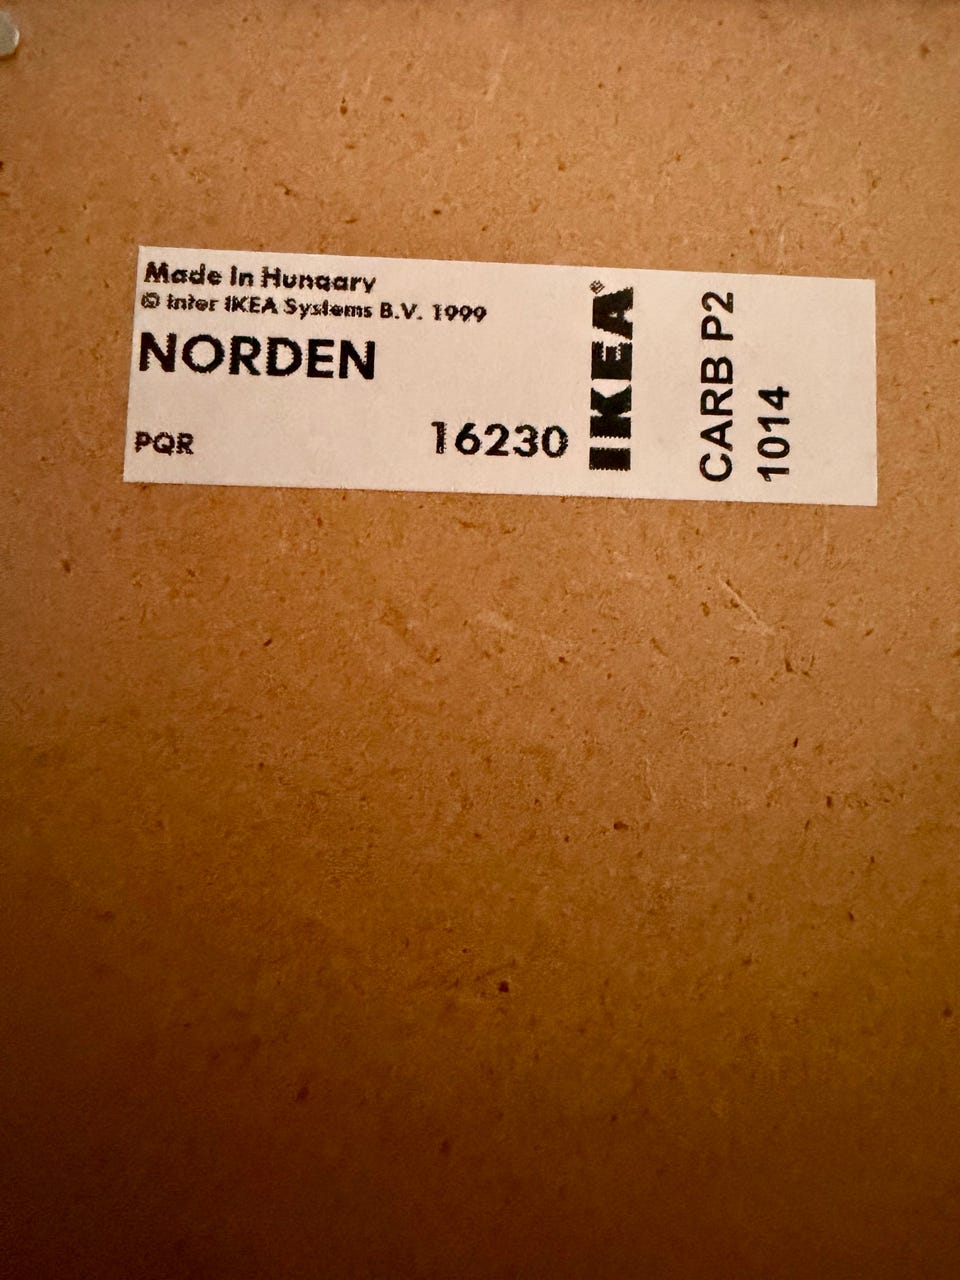 Made in Hungary
© Inter IKEA Systems B.V. 1999
NORDEN
PQR
16230
IKEA®
CARB P2
1014